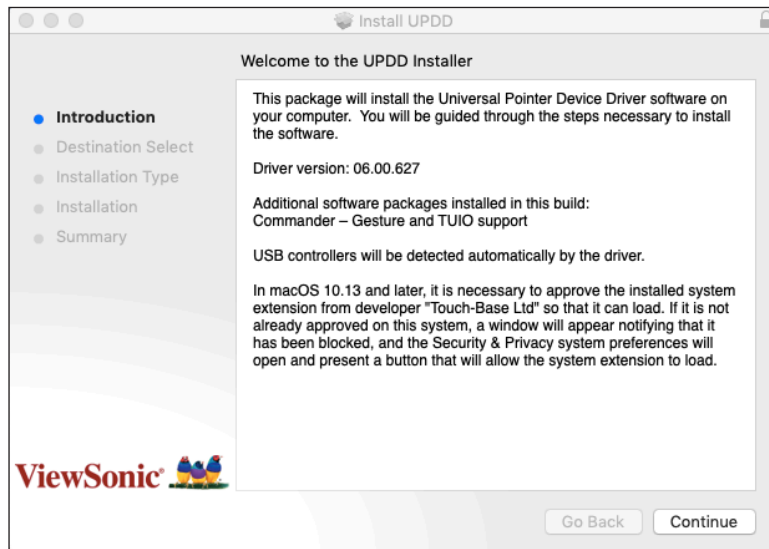 Install UPDD
Welcome to the UPDD Installer
Introduction
Destination Select
Installation Type
Installation
Summary
This package will install the Universal Pointer Device Driver software on
your computer.  You will be guided through the steps necessary to install
the software.
Driver version: 06.00.627
Additional software packages installed in this build:
Commander – Gesture and TUIO support
USB controllers will be detected automatically by the driver.
In macOS 10.13 and later, it is necessary to approve the installed system
extension from developer "Touch-Base Ltd" so that it can load. If it is not
already approved on this system, a window will appear notifying that it
has been blocked, and the Security & Privacy system preferences will
open and present a button that will allow the system extension to load.
ViewSonic
Go Back
Continue